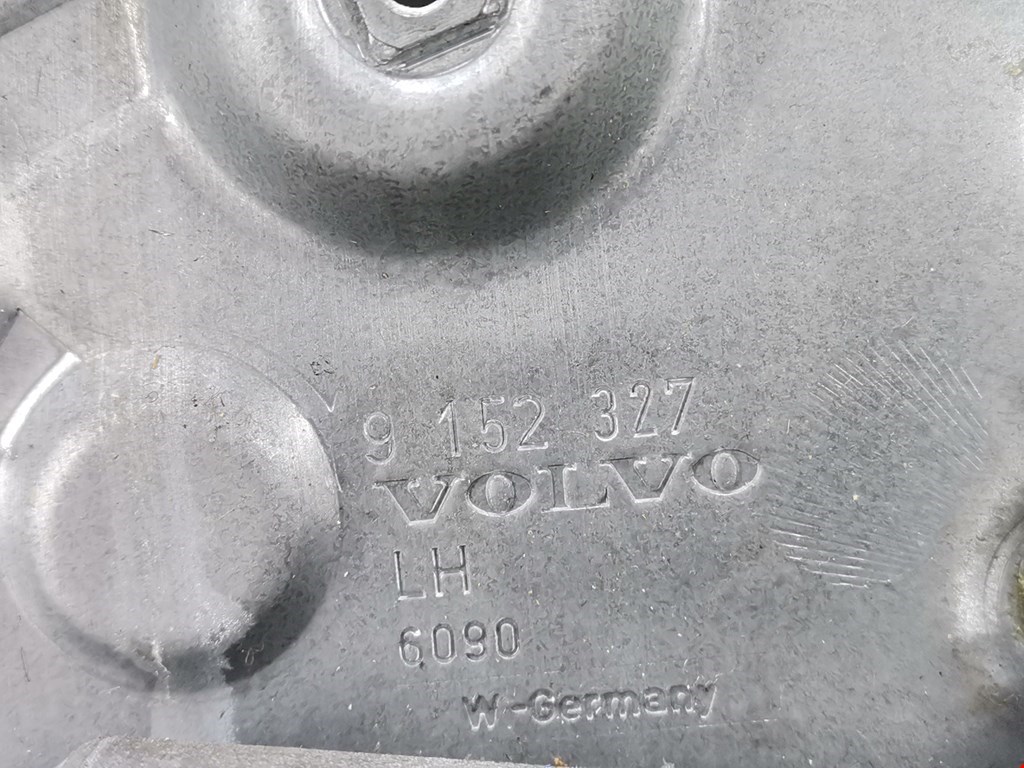 9 152 327
VOLVO
LH
6090
W-Germany